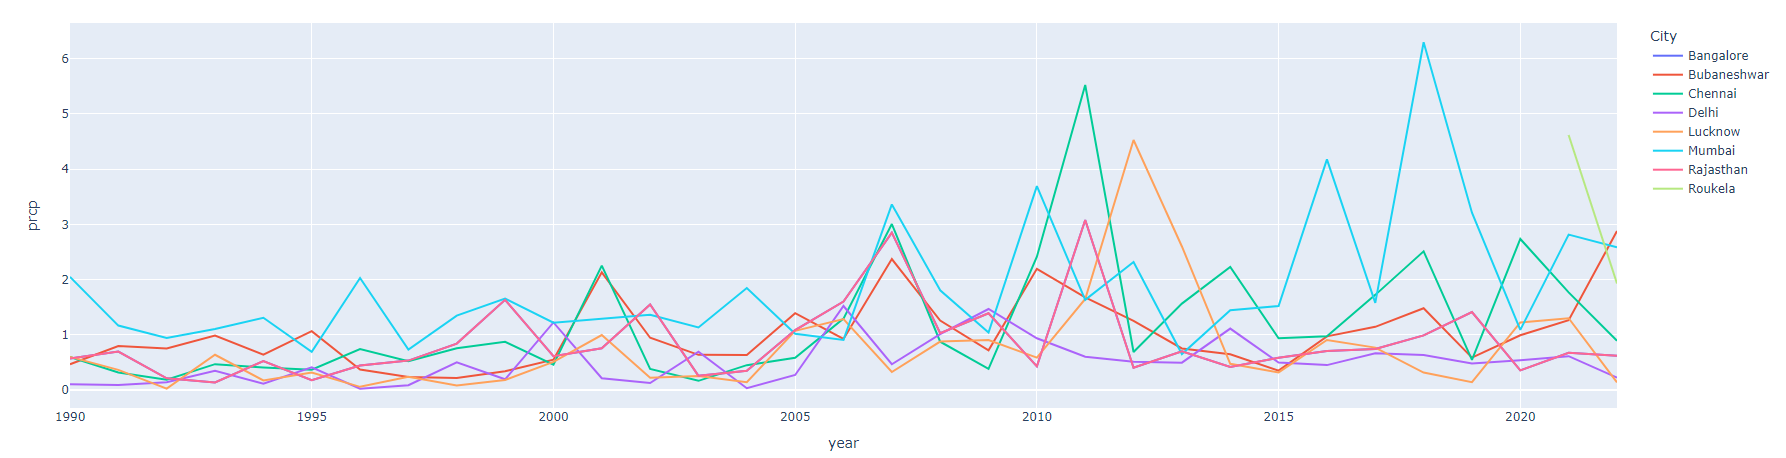 City
Bangalore
Bubaneshwar
Chennai
Delhi
Lucknow
Mumbai
Rajasthan
Roukela
prcp
6
5
4
3
2
1
0
1990 1995 2000 2005 2010 2015 2020
year